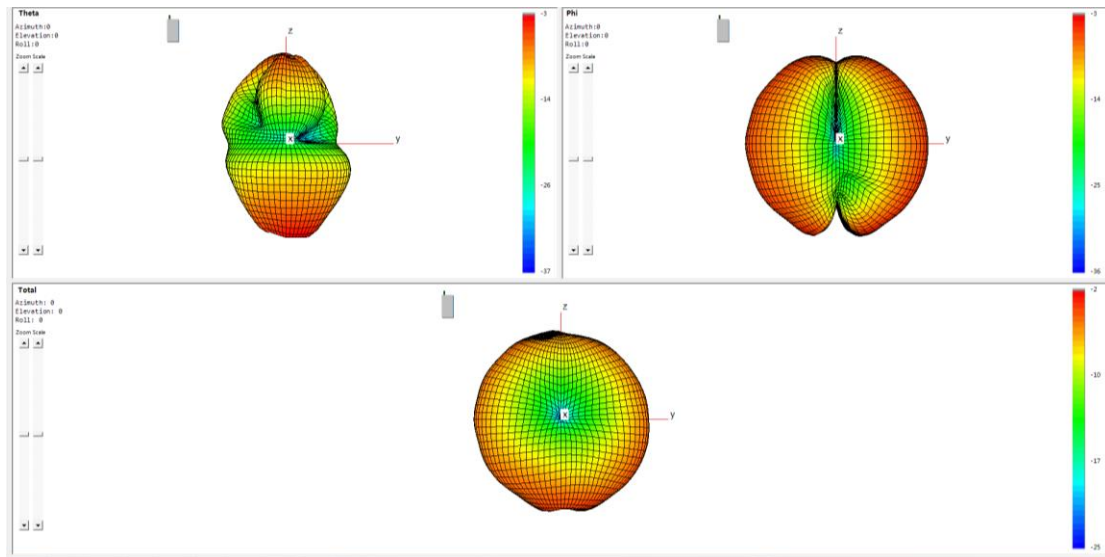 Theta
Azimuth:0
Elevation:0
Roll:0
Zoom Scale
z
x
y
-3
-14
-26
-37
Phi
Azimuth:0
Elevation:0
Roll:0
Zoom Scale
z
x
y
-3
-14
-25
-36
Total
Azimuth: 0
Elevation: 0
Roll: 0
Zoom Scale
z
x
y
-2
-10
-17
-25